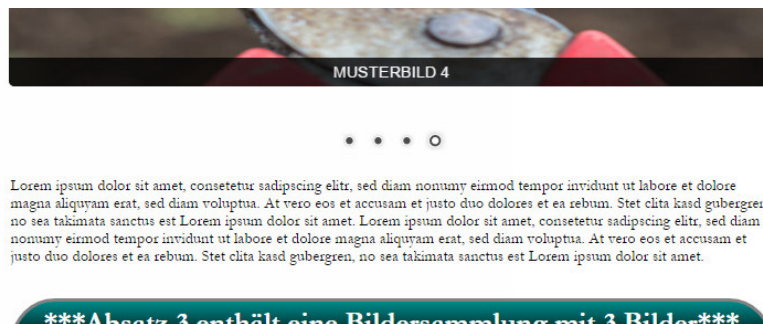 MUSTERBILD 4
Lorem ipsum dolor sit amet, consetetur sadipscing elitr, sed diam nonumy eirmod tempor invidunt ut labore et dolore
magna aliquyam erat, sed diam voluptua. At vero eos et accusam et justo duo dolores et ea rebum. Stet clita kasd gubergren
no sea takimata sanctus est Lorem ipsum dolor sit amet. Lorem ipsum dolor sit amet, consetetur sadipscing elitr, sed diam
nonumy eirmod tempor invidunt ut labore et dolore magna aliquyam erat, sed diam voluptua. At vero eos et accusam et
justo duo dolores et ea rebum. Stet clita kasd gubergren, no sea takimata sanctus est Lorem ipsum dolor sit amet.
***Absatz 3 enthält eine Bildersammlung mit 3 Bilder***